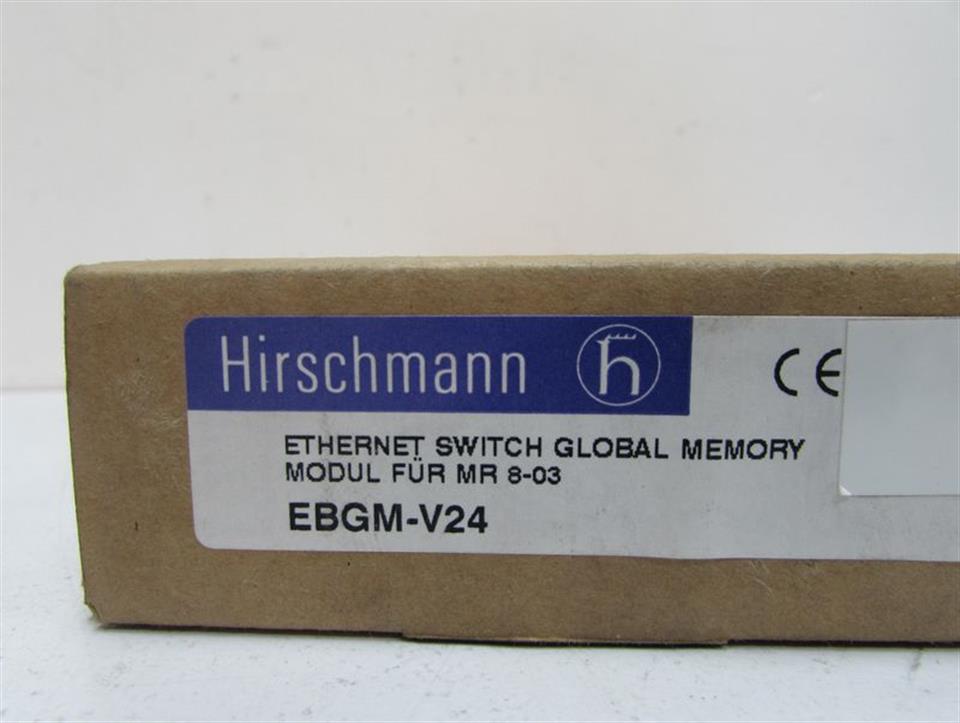 Hirschmann h CE
ETHERNET SWITCH GLOBAL MEMORY
MODUL FÜR MR 8-03
EBGM-V24